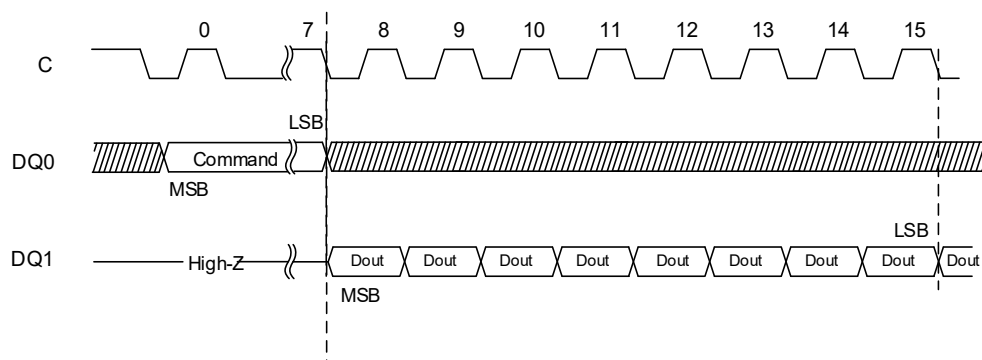 0 7 8 9 10 11 12 13 14 15
C
LSB
DQ0 Command
MSB
LSB
DQ1 High-Z Dout Dout Dout Dout Dout Dout Dout Dout Dout
MSB